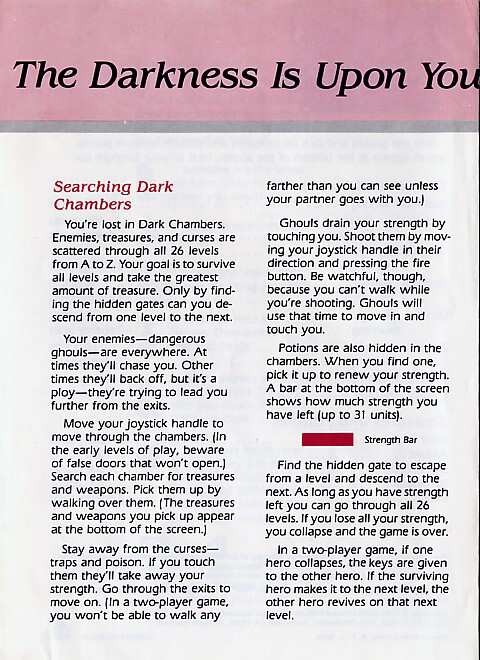 The Darkness Is Upon You
Searching Dark
Chambers
You're lost in Dark Chambers.
Enemies, treasures, and curses are
scattered through all 26 levels
from A to Z. Your goal is to survive
all levels and take the greatest
amount of treasure. Only by find-
ing the hidden gates can you de-
scend from one level to the next.
Your enemies—dangerous
ghouls—are everywhere. At
times they'll chase you. Other
times they'll back off, but it's a
ploy—they're trying to lead you
further from the exits.
Move your joystick handle to
move through the chambers. (In
the early levels of play, beware
of false doors that won't open.)
Search each chamber for treasures
and weapons. Pick them up by
walking over them. (The treasures
and weapons you pick up appear
at the bottom of the screen.)
Stay away from the curses—
traps and poison. If you touch
them they'll take away your
strength. Go through the exits to
move on. (In a two-player game,
you won't be able to walk any
farther than you can see unless
your partner goes with you.)
Ghouls drain your strength by
touching you. Shoot them by mov-
ing your joystick handle in their
direction and pressing the fire
button. Be watchful, though,
because you can't walk while
you're shooting. Ghouls will
use that time to move in and
touch you.
Potions are also hidden in the
chambers. When you find one,
pick it up to renew your strength.
A bar at the bottom of the screen
shows how much strength you
have left (up to 31 units).
Strength Bar
Find the hidden gate to escape
from a level and descend to the
next. As long as you have strength
left you can go through all 26
levels. If you lose all your strength,
you collapse and the game is over.
In a two-player game, if one
hero collapses, the keys are given
to the other hero. If the surviving
hero makes it to the next level, the
other hero revives on that next
level.